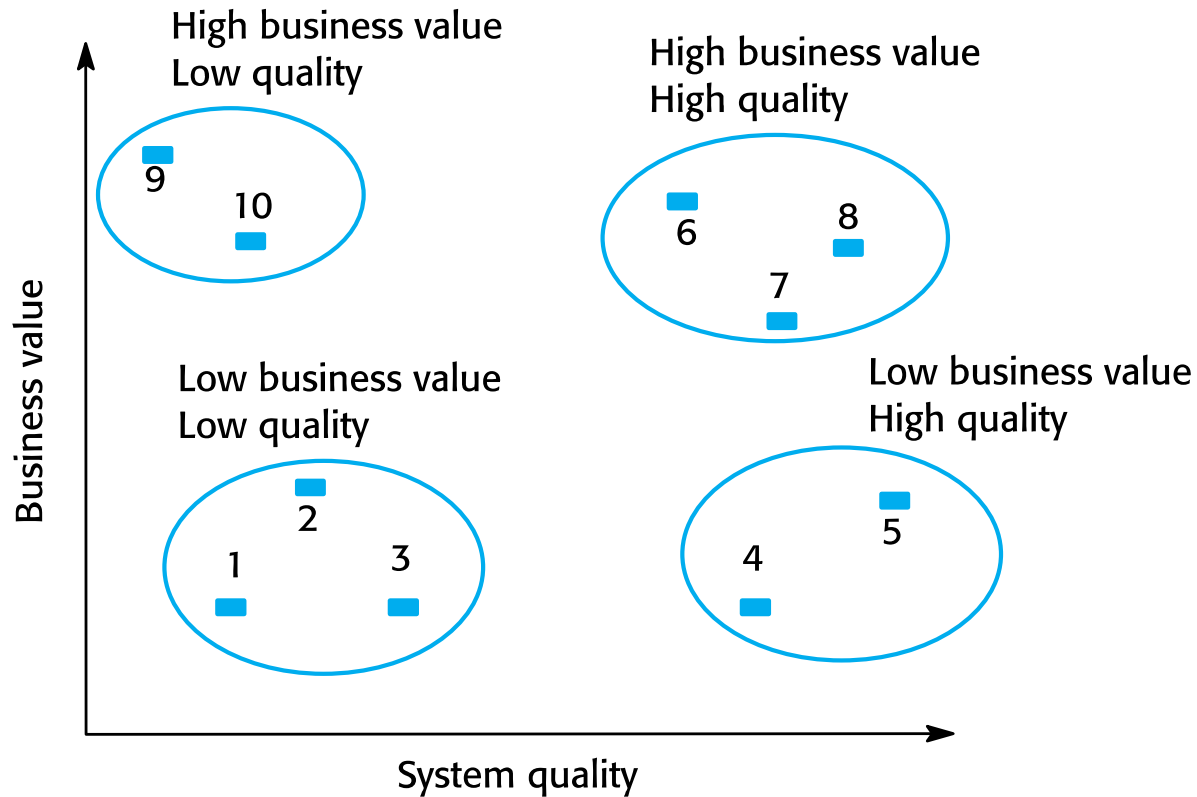 High business value
Low quality
High business value
High quality
9
10
6
8
7
Business value
Low business value
Low quality
Low business value
High quality
2
5
1
3
4
System quality